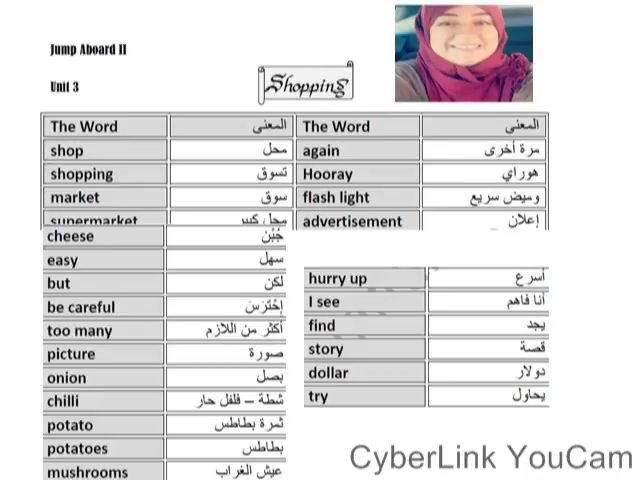 Jump Aboard II
Unit 3
Shopping
The Word المعنى The Word المعنى
shop محل again مرة أخرى
shopping تسوق Hooray هوراي
market سوق flash light وميض سريع
supermarket محل كبير advertisement إعلان
cheese جُبْن
easy سهل
but لكن hurry up أسرع
be careful إحْتَرَسَ I see أنا فاهم
too many أكثر من اللازم find يجد
picture صورة story قصة
onion بصل dollar دولار
chilli شطة – فلفل حار try يحاول
potato ثمرة بطاطس
potatoes بطاطس
mushrooms عيش الغراب
CyberLink YouCam